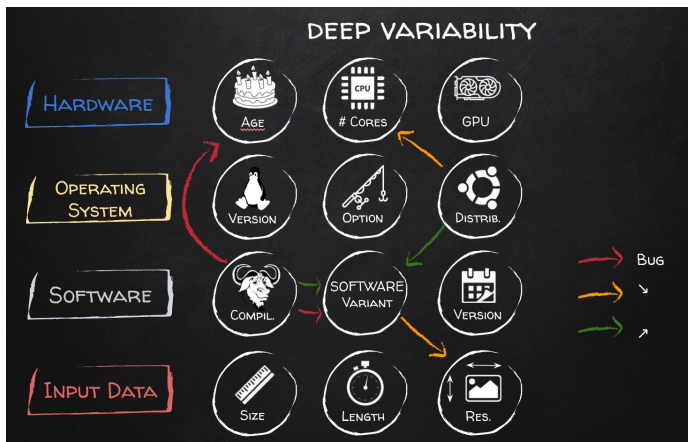 DEEP VARIABILITY
HARDWARE
AGE
CPU
# CORES
GPU
OPERATING
SYSTEM
VERSION
OPTION
DISTRIB.
SOFTWARE
COMPIL.
SOFTWARE
VARIANT
VERSION
BUG
↘
↗
INPUT DATA
SIZE
LENGTH
RES.